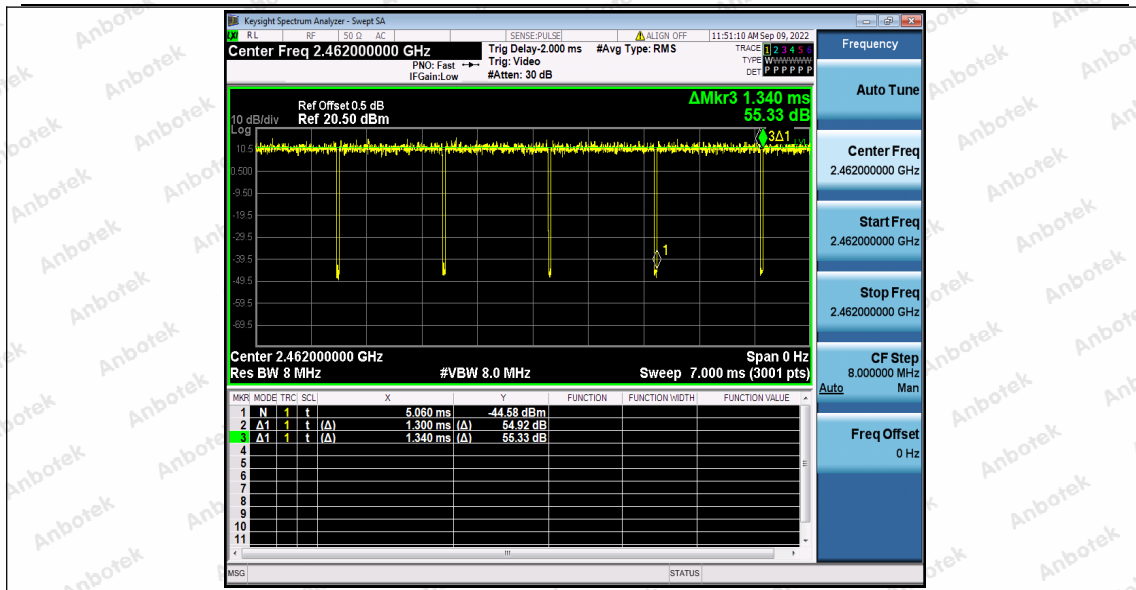 Keysight Spectrum Analyzer - Swept SA
LXI RL RF 50 Ω AC SENSE:PULSE ALIGN OFF 11:51:10 AM Sep 09, 2022
Center Freq 2.462000000 GHz
PNO: Fast
IFGain:Low
Trig Delay-2.000 ms
Trig: Video
#Atten: 30 dB
#Avg Type: RMS
TRACE 1 2 3 4 5 6
TYPE WWWWWW
DET P P P P P P
10 dB/div
Log
Ref Offset 0.5 dB
Ref 20.50 dBm
ΔMkr3 1.340 ms
55.33 dB
10.5
0.500
-9.50
-19.5
-29.5
-39.5
-49.5
-59.5
-69.5
3Δ1
1
Center 2.462000000 GHz Span 0 Hz
Res BW 8 MHz #VBW 8.0 MHz Sweep 7.000 ms (3001 pts)
MKR MODE TRC SCL X Y FUNCTION FUNCTION WIDTH FUNCTION VALUE
1 N 1 t 5.060 ms -44.58 dBm
2 Δ1 1 t (Δ) 1.300 ms (Δ) 54.92 dB
3 Δ1 1 t (Δ) 1.340 ms (Δ) 55.33 dB
4
5
6
7
8
9
10
11
MSG STATUS
Frequency
Auto Tune
Center Freq
2.462000000 GHz
Start Freq
2.462000000 GHz
Stop Freq
2.462000000 GHz
CF Step
8.000000 MHz
Auto Man
Freq Offset
0 Hz
Anbotek